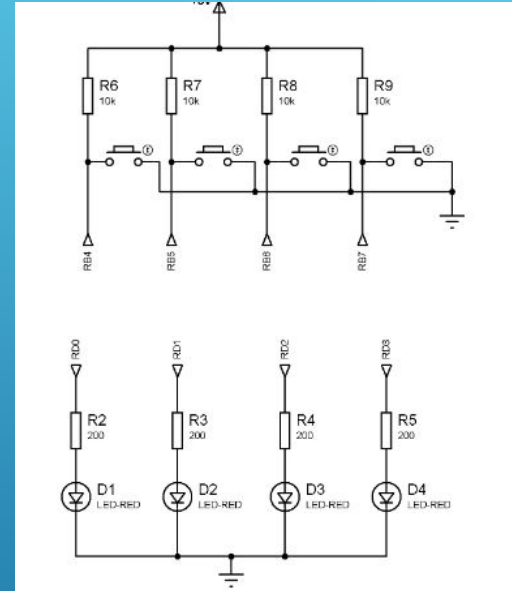 R6 R7 R8 R9
10k 10k 10k 10k
RB4 RB5 RB6 RB7
RD0 RD1 RD2 RD3
R2 R3 R4 R5
200 200 200 200
D1 D2 D3 D4
LED-RED LED-RED LED-RED LED-RED